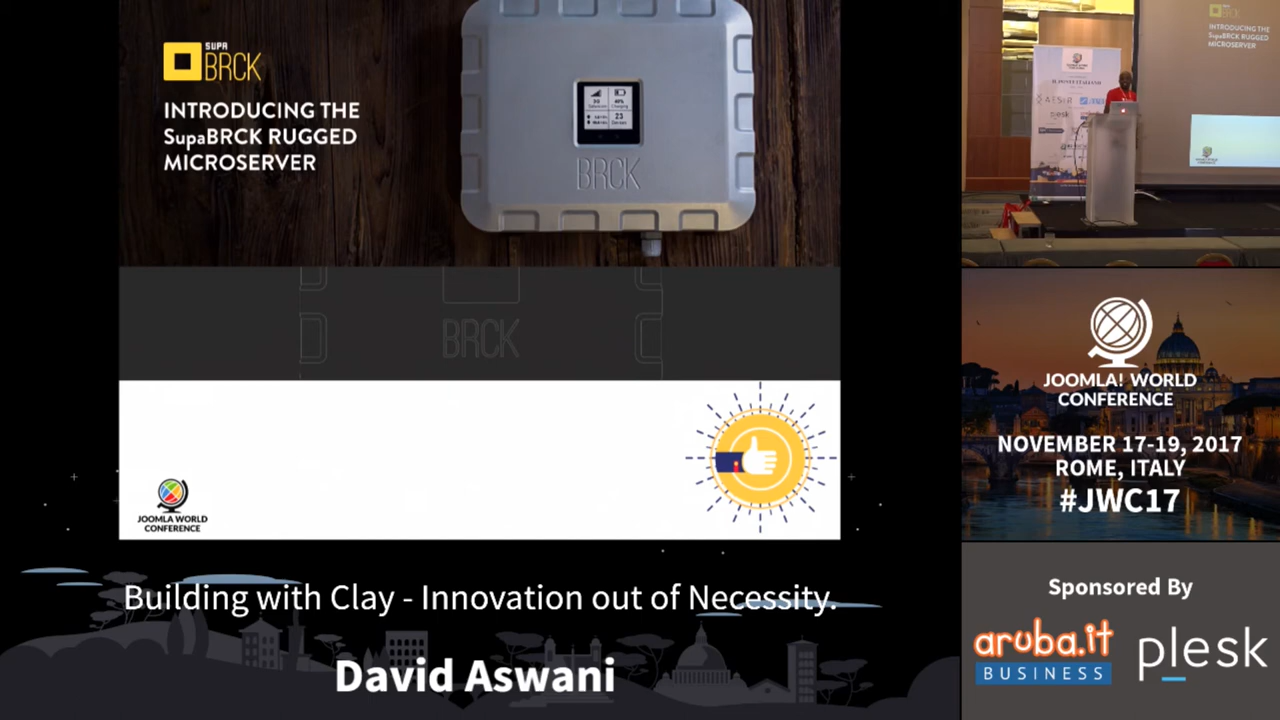 SUPA
BRCK
INTRODUCING THE
SupaBRCK RUGGED
MICROSERVER
BRCK
BRCK
JOOMLA WORLD
CONFERENCE
Building with Clay - Innovation out of Necessity.
David Aswani
INTRODUCING THE
SupaBRCK RUGGED
MICROSERVER
JOOMLA! WORLD
CONFERENCE
NOVEMBER 17-19, 2017
ROME, ITALY
#JWC17
Sponsored By
aruba.it
BUSINESS
plesk